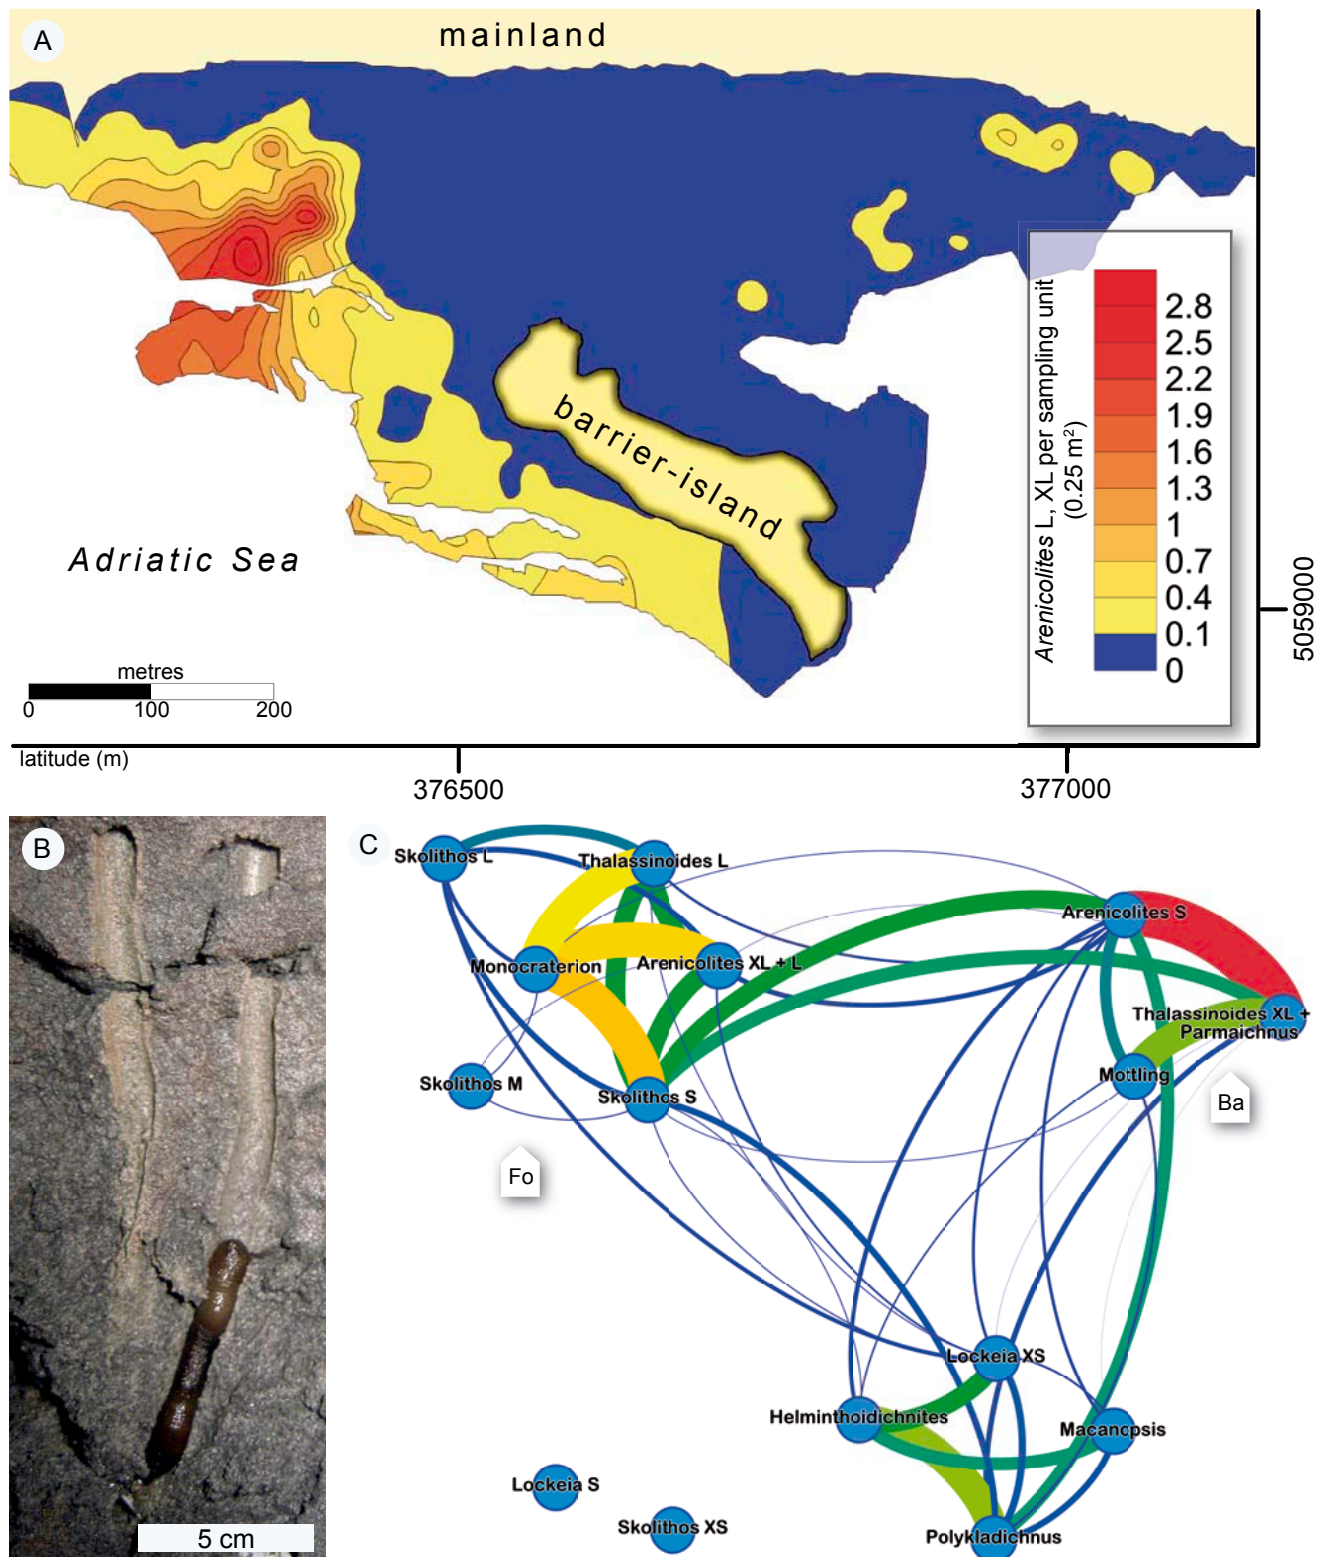 A
mainland
barrier-island
Adriatic Sea
metres
0 100 200
Arenicolites L, XL per sampling unit
(0.25 m²)
2.8
2.5
2.2
1.9
1.6
1.3
1
0.7
0.4
0.1
0
5059000
latitude (m)
376500 377000
B
5 cm
C
Skolithos L
Thalassinoides L
Arenicolites S
Monocraterion
Arenicolites XL + L
Thalassinoides XL +
Parmaichnus
Skolithos M
Skolithos S
Mottling
Ba
Fo
Lockeia XS
Helminthoidichnites
Macanopsis
Lockeia S
Skolithos XS
Polykladichnus